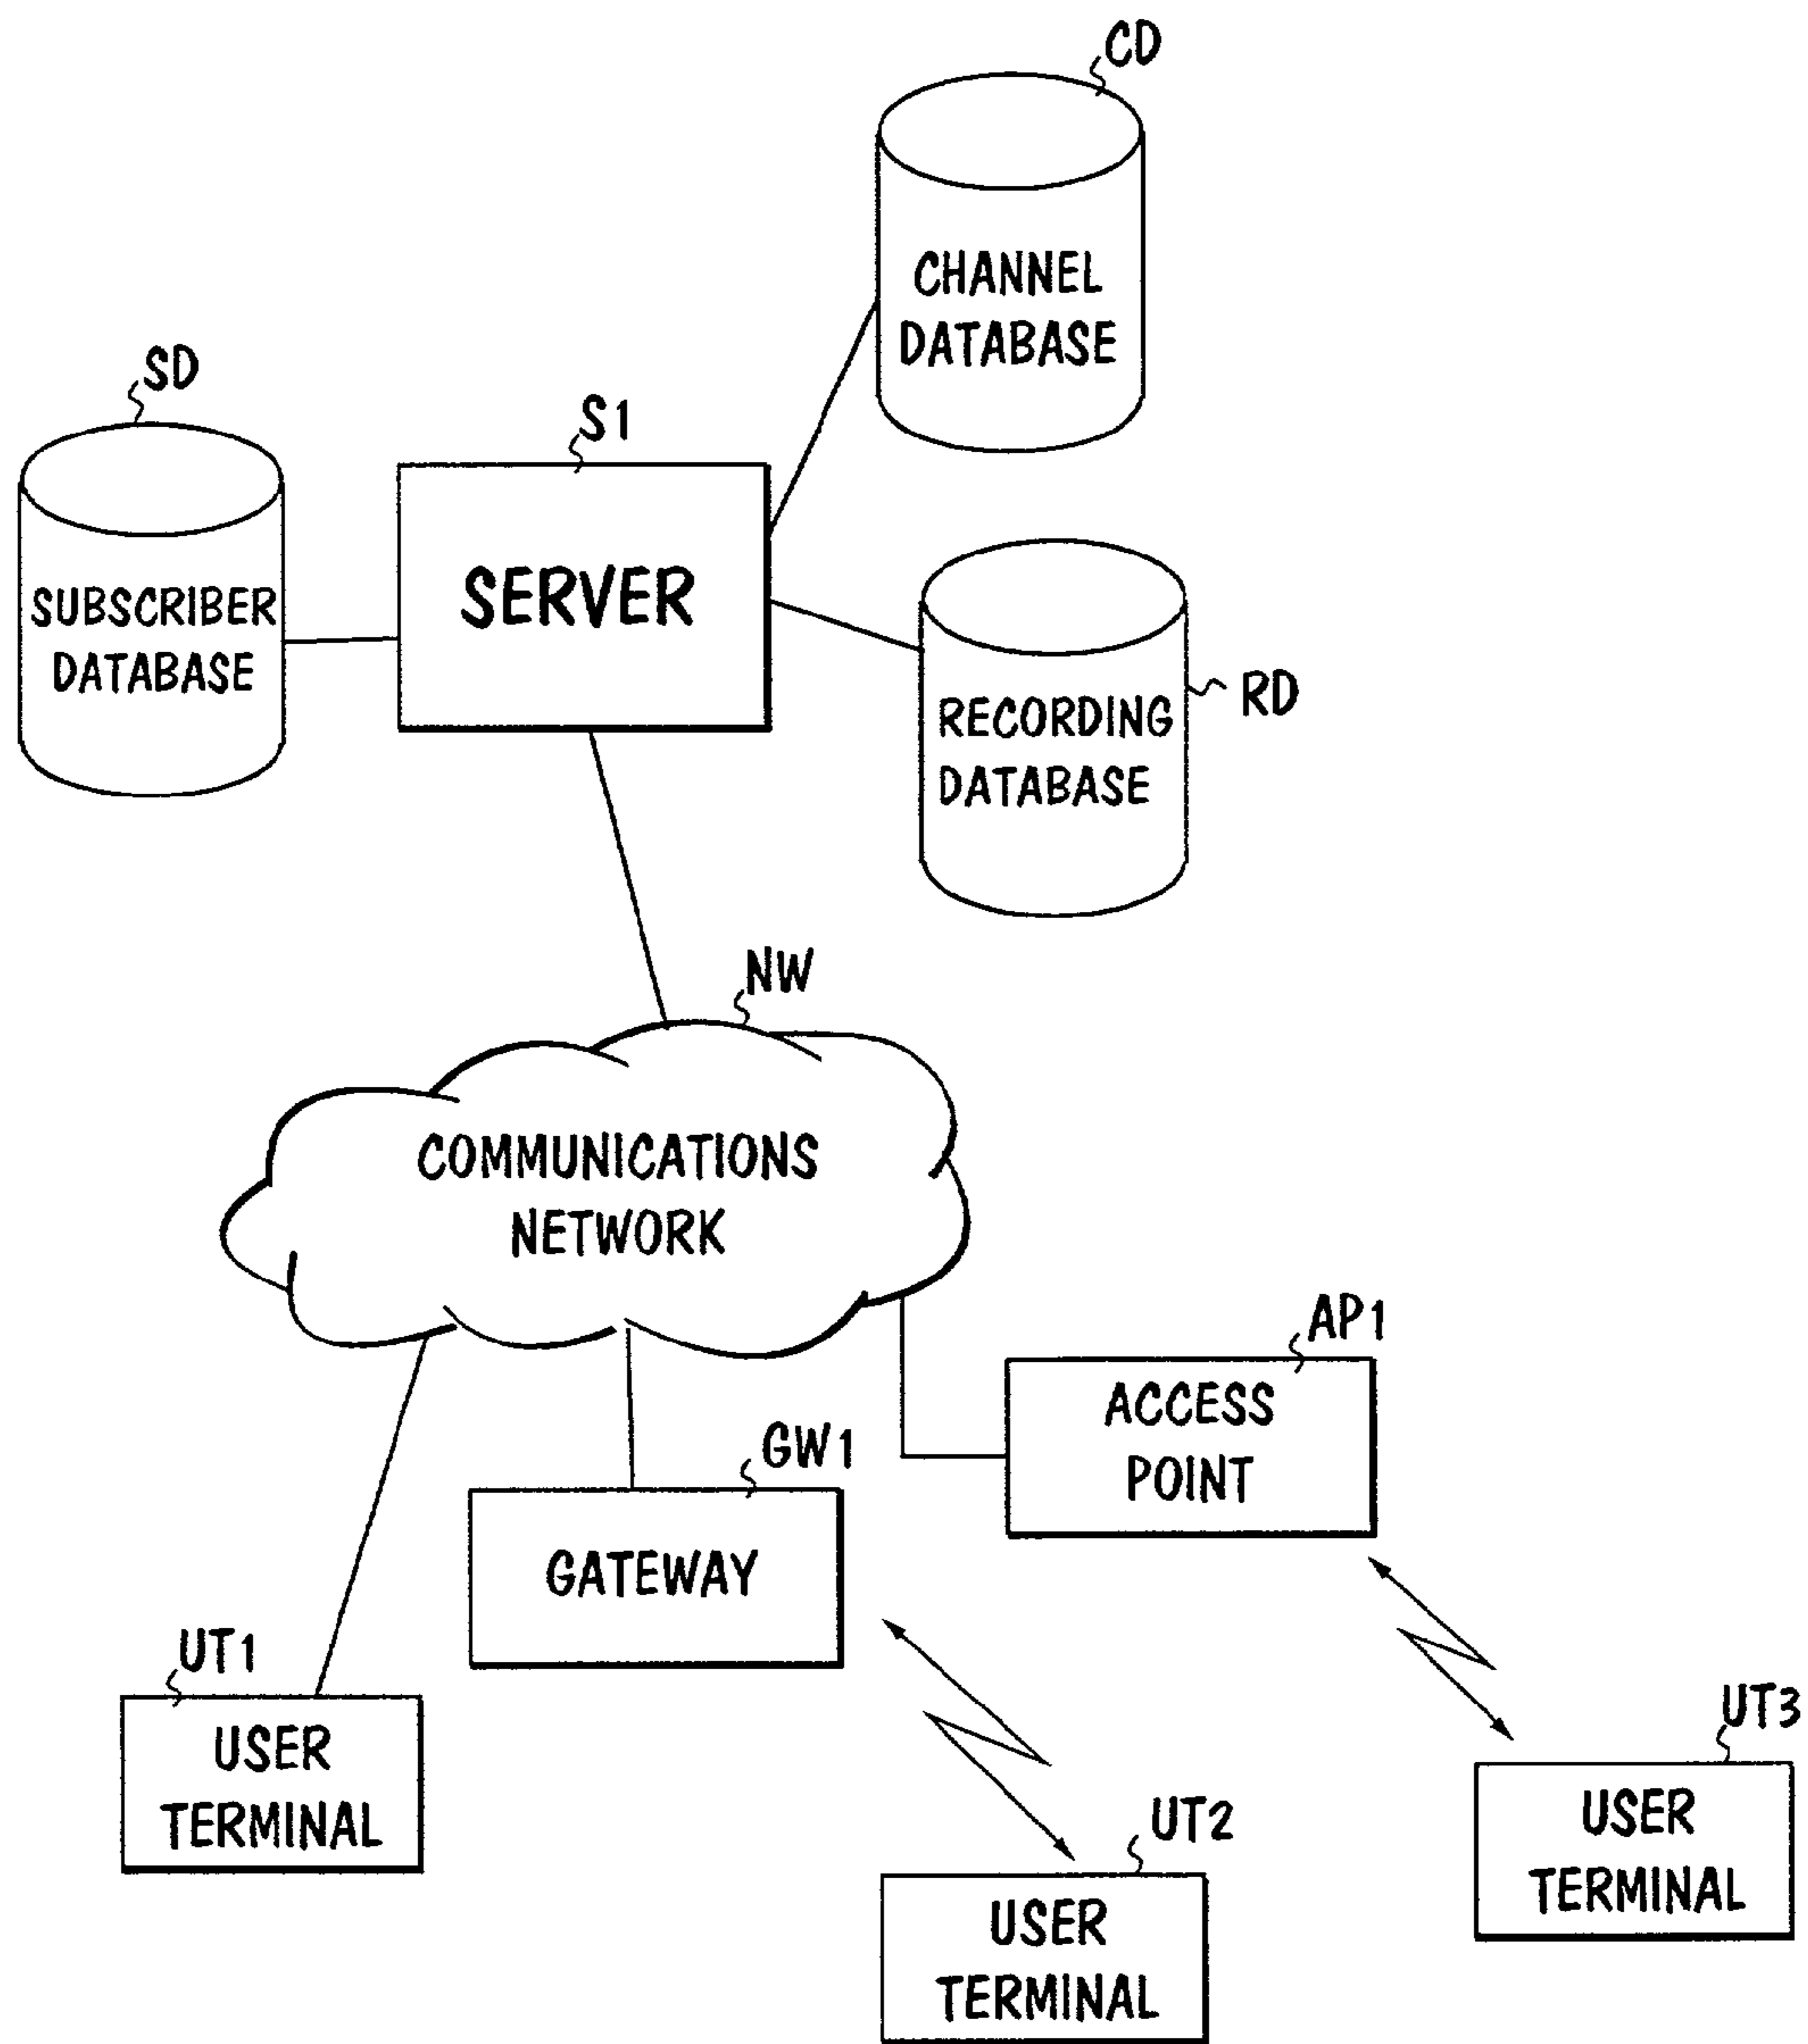 CD
CHANNEL
DATABASE
SD
S1
SUBSCRIBER
DATABASE
SERVER
RECORDING
DATABASE
RD
NW
COMMUNICATIONS
NETWORK
AP1
ACCESS
POINT
GW1
GATEWAY
UT1
USER
TERMINAL
UT2
USER
TERMINAL
UT3
USER
TERMINAL